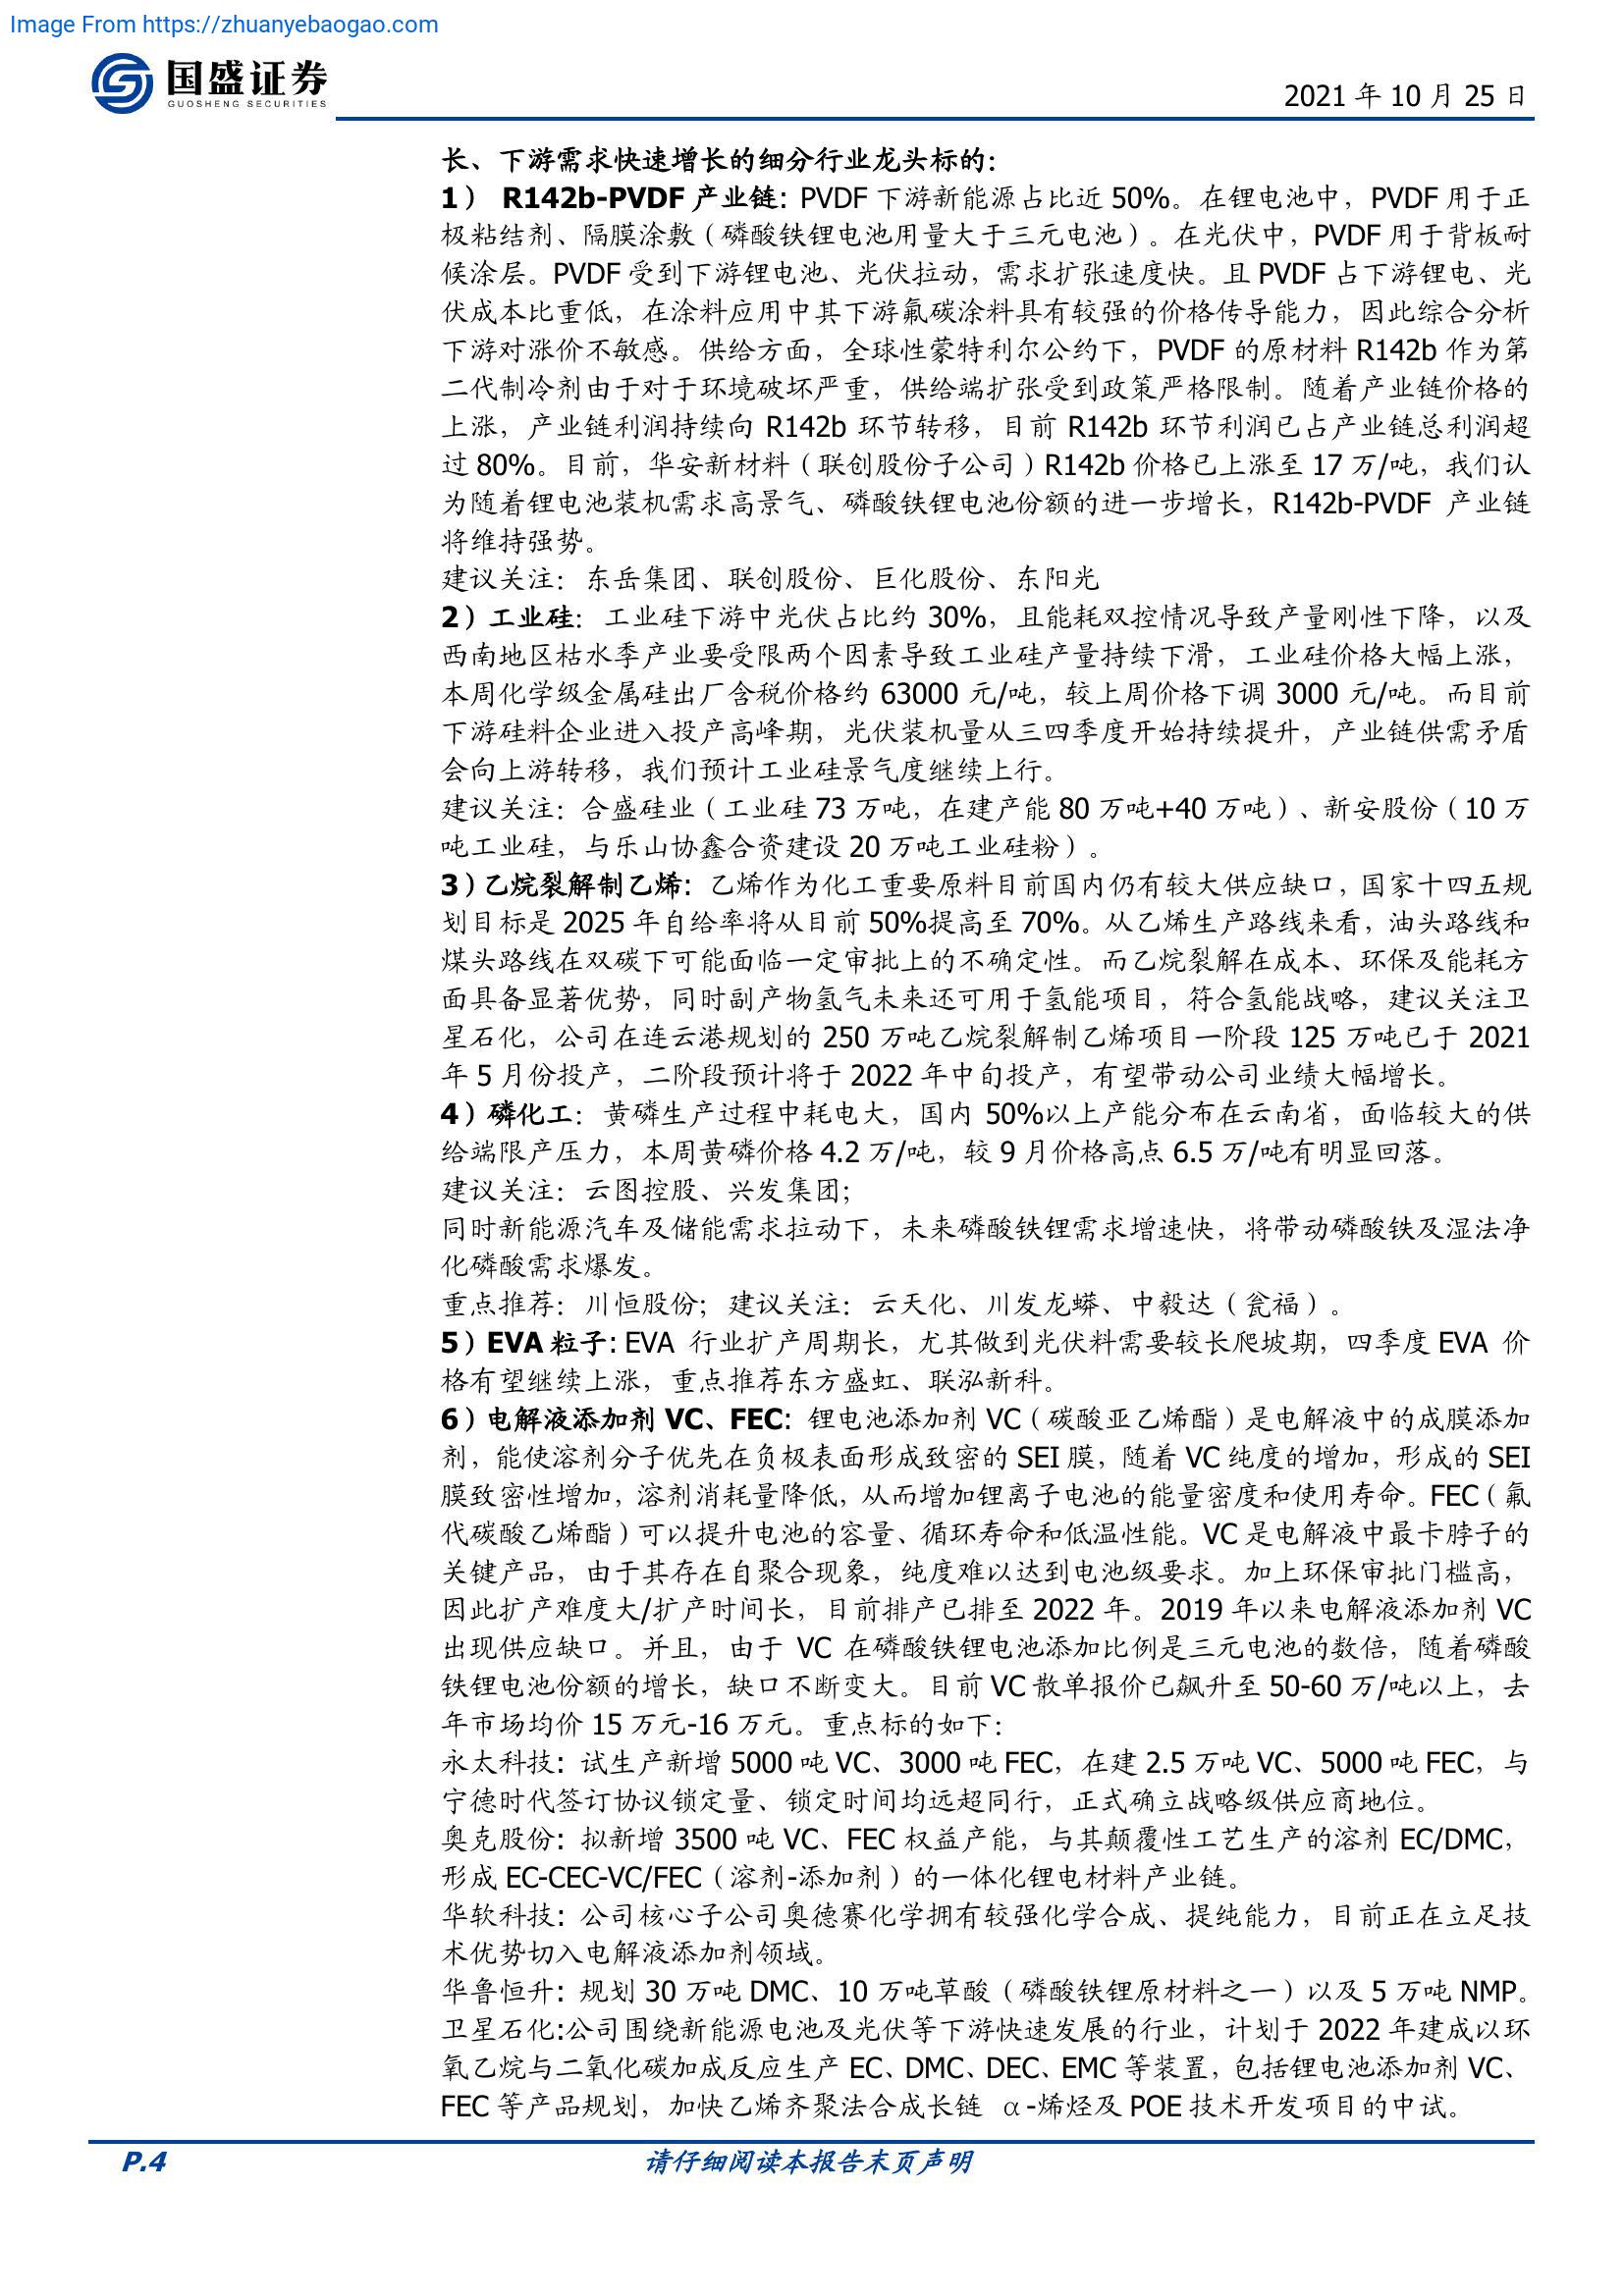 Image From https://zhuanyebaogao.com
国盛证券
GUOSHENG SECURITIES
2021 年 10 月 25 日
长、下游需求快速增长的细分行业龙头标的：
1） R142b-PVDF 产业链：PVDF 下游新能源占比近 50%。在锂电池中，PVDF 用于正
极粘结剂、隔膜涂敷（磷酸铁锂电池用量大于三元电池）。在光伏中，PVDF 用于背板耐
候涂层。PVDF 受到下游锂电池、光伏拉动，需求扩张速度快。且 PVDF 占下游锂电、光
伏成本比重低，在涂料应用中其下游氟碳涂料具有较强的价格传导能力，因此综合分析
下游对涨价不敏感。供给方面，全球性蒙特利尔公约下，PVDF 的原材料 R142b 作为第
二代制冷剂由于对于环境破坏严重，供给端扩张受到政策严格限制。随着产业链价格的
上涨，产业链利润持续向 R142b 环节转移，目前 R142b 环节利润已占产业链总利润超
过 80%。目前，华安新材料（联创股份子公司）R142b 价格已上涨至 17 万/吨，我们认
为随着锂电池装机需求高景气、磷酸铁锂电池份额的进一步增长，R142b-PVDF 产业链
将维持强势。
建议关注：东岳集团、联创股份、巨化股份、东阳光
2）工业硅：工业硅下游中光伏占比约 30%，且能耗双控情况导致产量刚性下降，以及
西南地区枯水季产业要受限两个因素导致工业硅产量持续下滑，工业硅价格大幅上涨，
本周化学级金属硅出厂含税价格约 63000 元/吨，较上周价格下调 3000 元/吨。而目前
下游硅料企业进入投产高峰期，光伏装机量从三四季度开始持续提升，产业链供需矛盾
会向上游转移，我们预计工业硅景气度继续上行。
建议关注：合盛硅业（工业硅 73 万吨，在建产能 80 万吨+40 万吨）、新安股份（10 万
吨工业硅，与乐山协鑫合资建设 20 万吨工业硅粉）。
3）乙烷裂解制乙烯：乙烯作为化工重要原料目前国内仍有较大供应缺口，国家十四五规
划目标是 2025 年自给率将从目前 50%提高至 70%。从乙烯生产路线来看，油头路线和
煤头路线在双碳下可能面临一定审批上的不确定性。而乙烷裂解在成本、环保及能耗方
面具备显著优势，同时副产物氢气未来还可用于氢能项目，符合氢能战略，建议关注卫
星石化，公司在连云港规划的 250 万吨乙烷裂解制乙烯项目一阶段 125 万吨已于 2021
年 5 月份投产，二阶段预计将于 2022 年中旬投产，有望带动公司业绩大幅增长。
4）磷化工：黄磷生产过程中耗电大，国内 50%以上产能分布在云南省，面临较大的供
给端限产压力，本周黄磷价格 4.2 万/吨，较 9 月价格高点 6.5 万/吨有明显回落。
建议关注：云图控股、兴发集团；
同时新能源汽车及储能需求拉动下，未来磷酸铁锂需求增速快，将带动磷酸铁及湿法净
化磷酸需求爆发。
重点推荐：川恒股份；建议关注：云天化、川发龙蟒、中毅达（瓮福）。
5）EVA 粒子：EVA 行业扩产周期长，尤其做到光伏料需要较长爬坡期，四季度 EVA 价
格有望继续上涨，重点推荐东方盛虹、联泓新科。
6）电解液添加剂 VC、FEC：锂电池添加剂 VC（碳酸亚乙烯酯）是电解液中的成膜添加
剂，能使溶剂分子优先在负极表面形成致密的 SEI 膜，随着 VC 纯度的增加，形成的 SEI
膜致密性增加，溶剂消耗量降低，从而增加锂离子电池的能量密度和使用寿命。FEC（氟
代碳酸乙烯酯）可以提升电池的容量、循环寿命和低温性能。VC 是电解液中最卡脖子的
关键产品，由于其存在自聚合现象，纯度难以达到电池级要求。加上环保审批门槛高，
因此扩产难度大/扩产时间长，目前排产已排至 2022 年。2019 年以来电解液添加剂 VC
出现供应缺口。并且，由于 VC 在磷酸铁锂电池添加比例是三元电池的数倍，随着磷酸
铁锂电池份额的增长，缺口不断变大。目前 VC 散单报价已飙升至 50-60 万/吨以上，去
年市场均价 15 万元-16 万元。重点标的如下：
永太科技：试生产新增 5000 吨 VC、3000 吨 FEC，在建 2.5 万吨 VC、5000 吨 FEC，与
宁德时代签订协议锁定量、锁定时间均远超同行，正式确立战略级供应商地位。
奥克股份：拟新增 3500 吨 VC、FEC 权益产能，与其颠覆性工艺生产的溶剂 EC/DMC，
形成 EC-CEC-VC/FEC（溶剂-添加剂）的一体化锂电材料产业链。
华软科技：公司核心子公司奥德赛化学拥有较强化学合成、提纯能力，目前正在立足技
术优势切入电解液添加剂领域。
华鲁恒升：规划 30 万吨 DMC、10 万吨草酸（磷酸铁锂原材料之一）以及 5 万吨 NMP。
卫星石化:公司围绕新能源电池及光伏等下游快速发展的行业，计划于 2022 年建成以环
氧乙烷与二氧化碳加成反应生产 EC、DMC、DEC、EMC 等装置，包括锂电池添加剂 VC、
FEC 等产品规划，加快乙烯齐聚法合成长链 α-烯烃及 POE 技术开发项目的中试。
P.4
请仔细阅读本报告末页声明